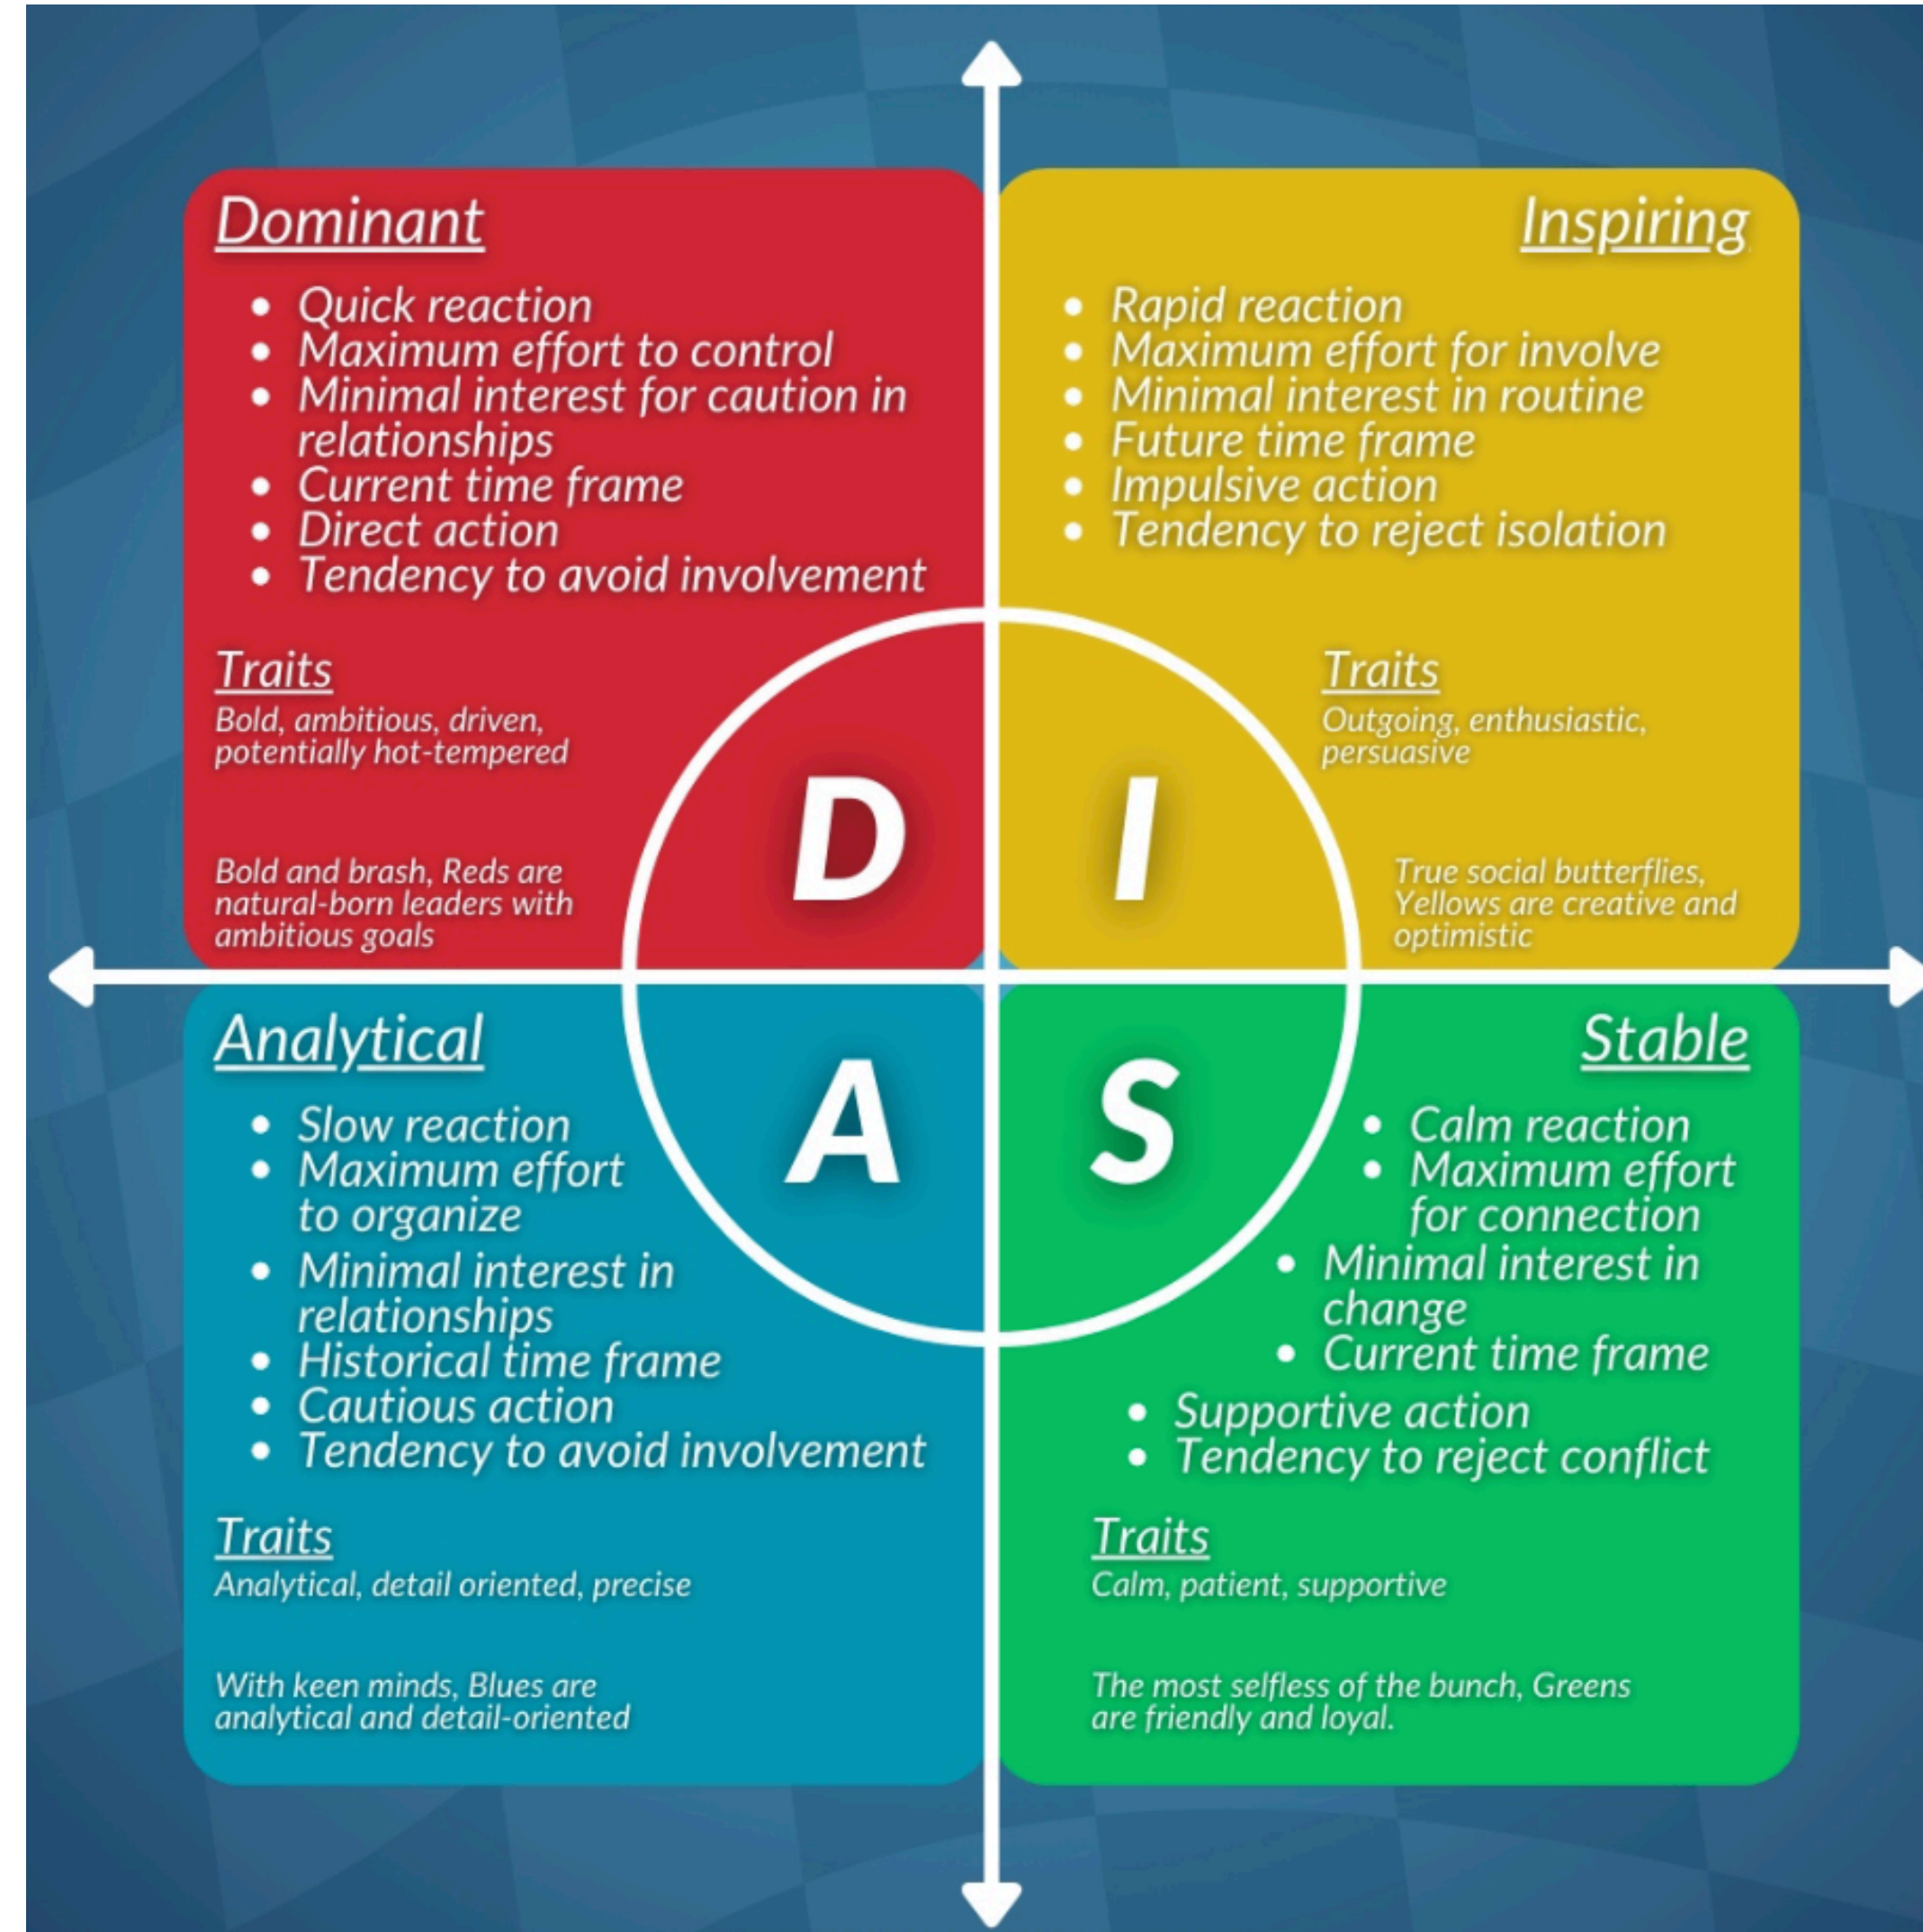 Dominant
• Quick reaction
• Maximum effort to control
• Minimal interest for caution in
relationships
• Current time frame
• Direct action
• Tendency to avoid involvement
Traits
Bold, ambitious, driven,
potentially hot-tempered
Bold and brash, Reds are
natural-born leaders with
ambitious goals
D
Inspiring
• Rapid reaction
• Maximum effort for involve
• Minimal interest in routine
• Future time frame
• Impulsive action
• Tendency to reject isolation
Traits
Outgoing, enthusiastic,
persuasive
True social butterflies,
Yellows are creative and
optimistic
I
Analytical
• Slow reaction
• Maximum effort
to organize
• Minimal interest in
relationships
• Historical time frame
• Cautious action
• Tendency to avoid involvement
Traits
Analytical, detail oriented, precise
With keen minds, Blues are
analytical and detail-oriented
A
Stable
• Calm reaction
• Maximum effort
for connection
• Minimal interest in
change
• Current time frame
• Supportive action
• Tendency to reject conflict
Traits
Calm, patient, supportive
The most selfless of the bunch, Greens
are friendly and loyal.
S